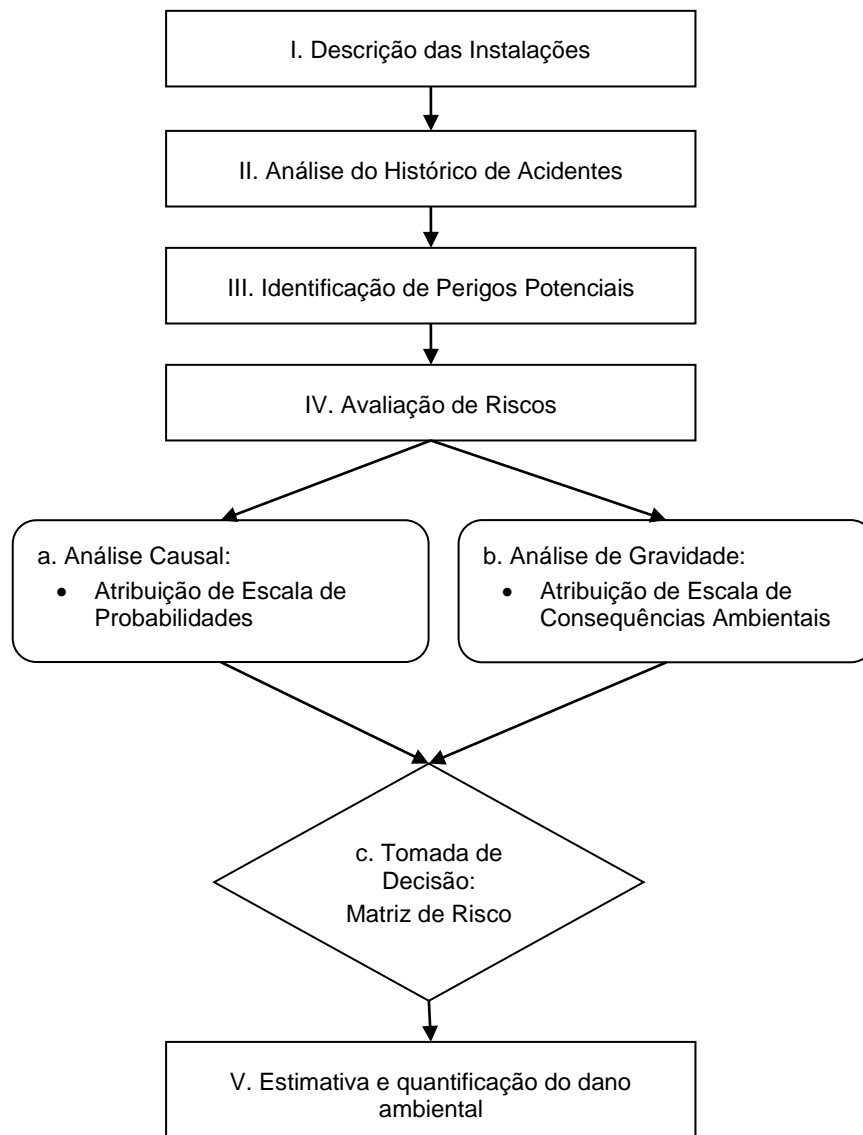 I. Descrição das Instalações
II. Análise do Histórico de Acidentes
III. Identificação de Perigos Potenciais
IV. Avaliação de Riscos
a. Análise Causal:
• Atribuição de Escala de
Probabilidades
b. Análise de Gravidade:
• Atribuição de Escala de
Consequências Ambientais
c. Tomada de
Decisão:
Matriz de Risco
V. Estimativa e quantificação do dano
ambiental